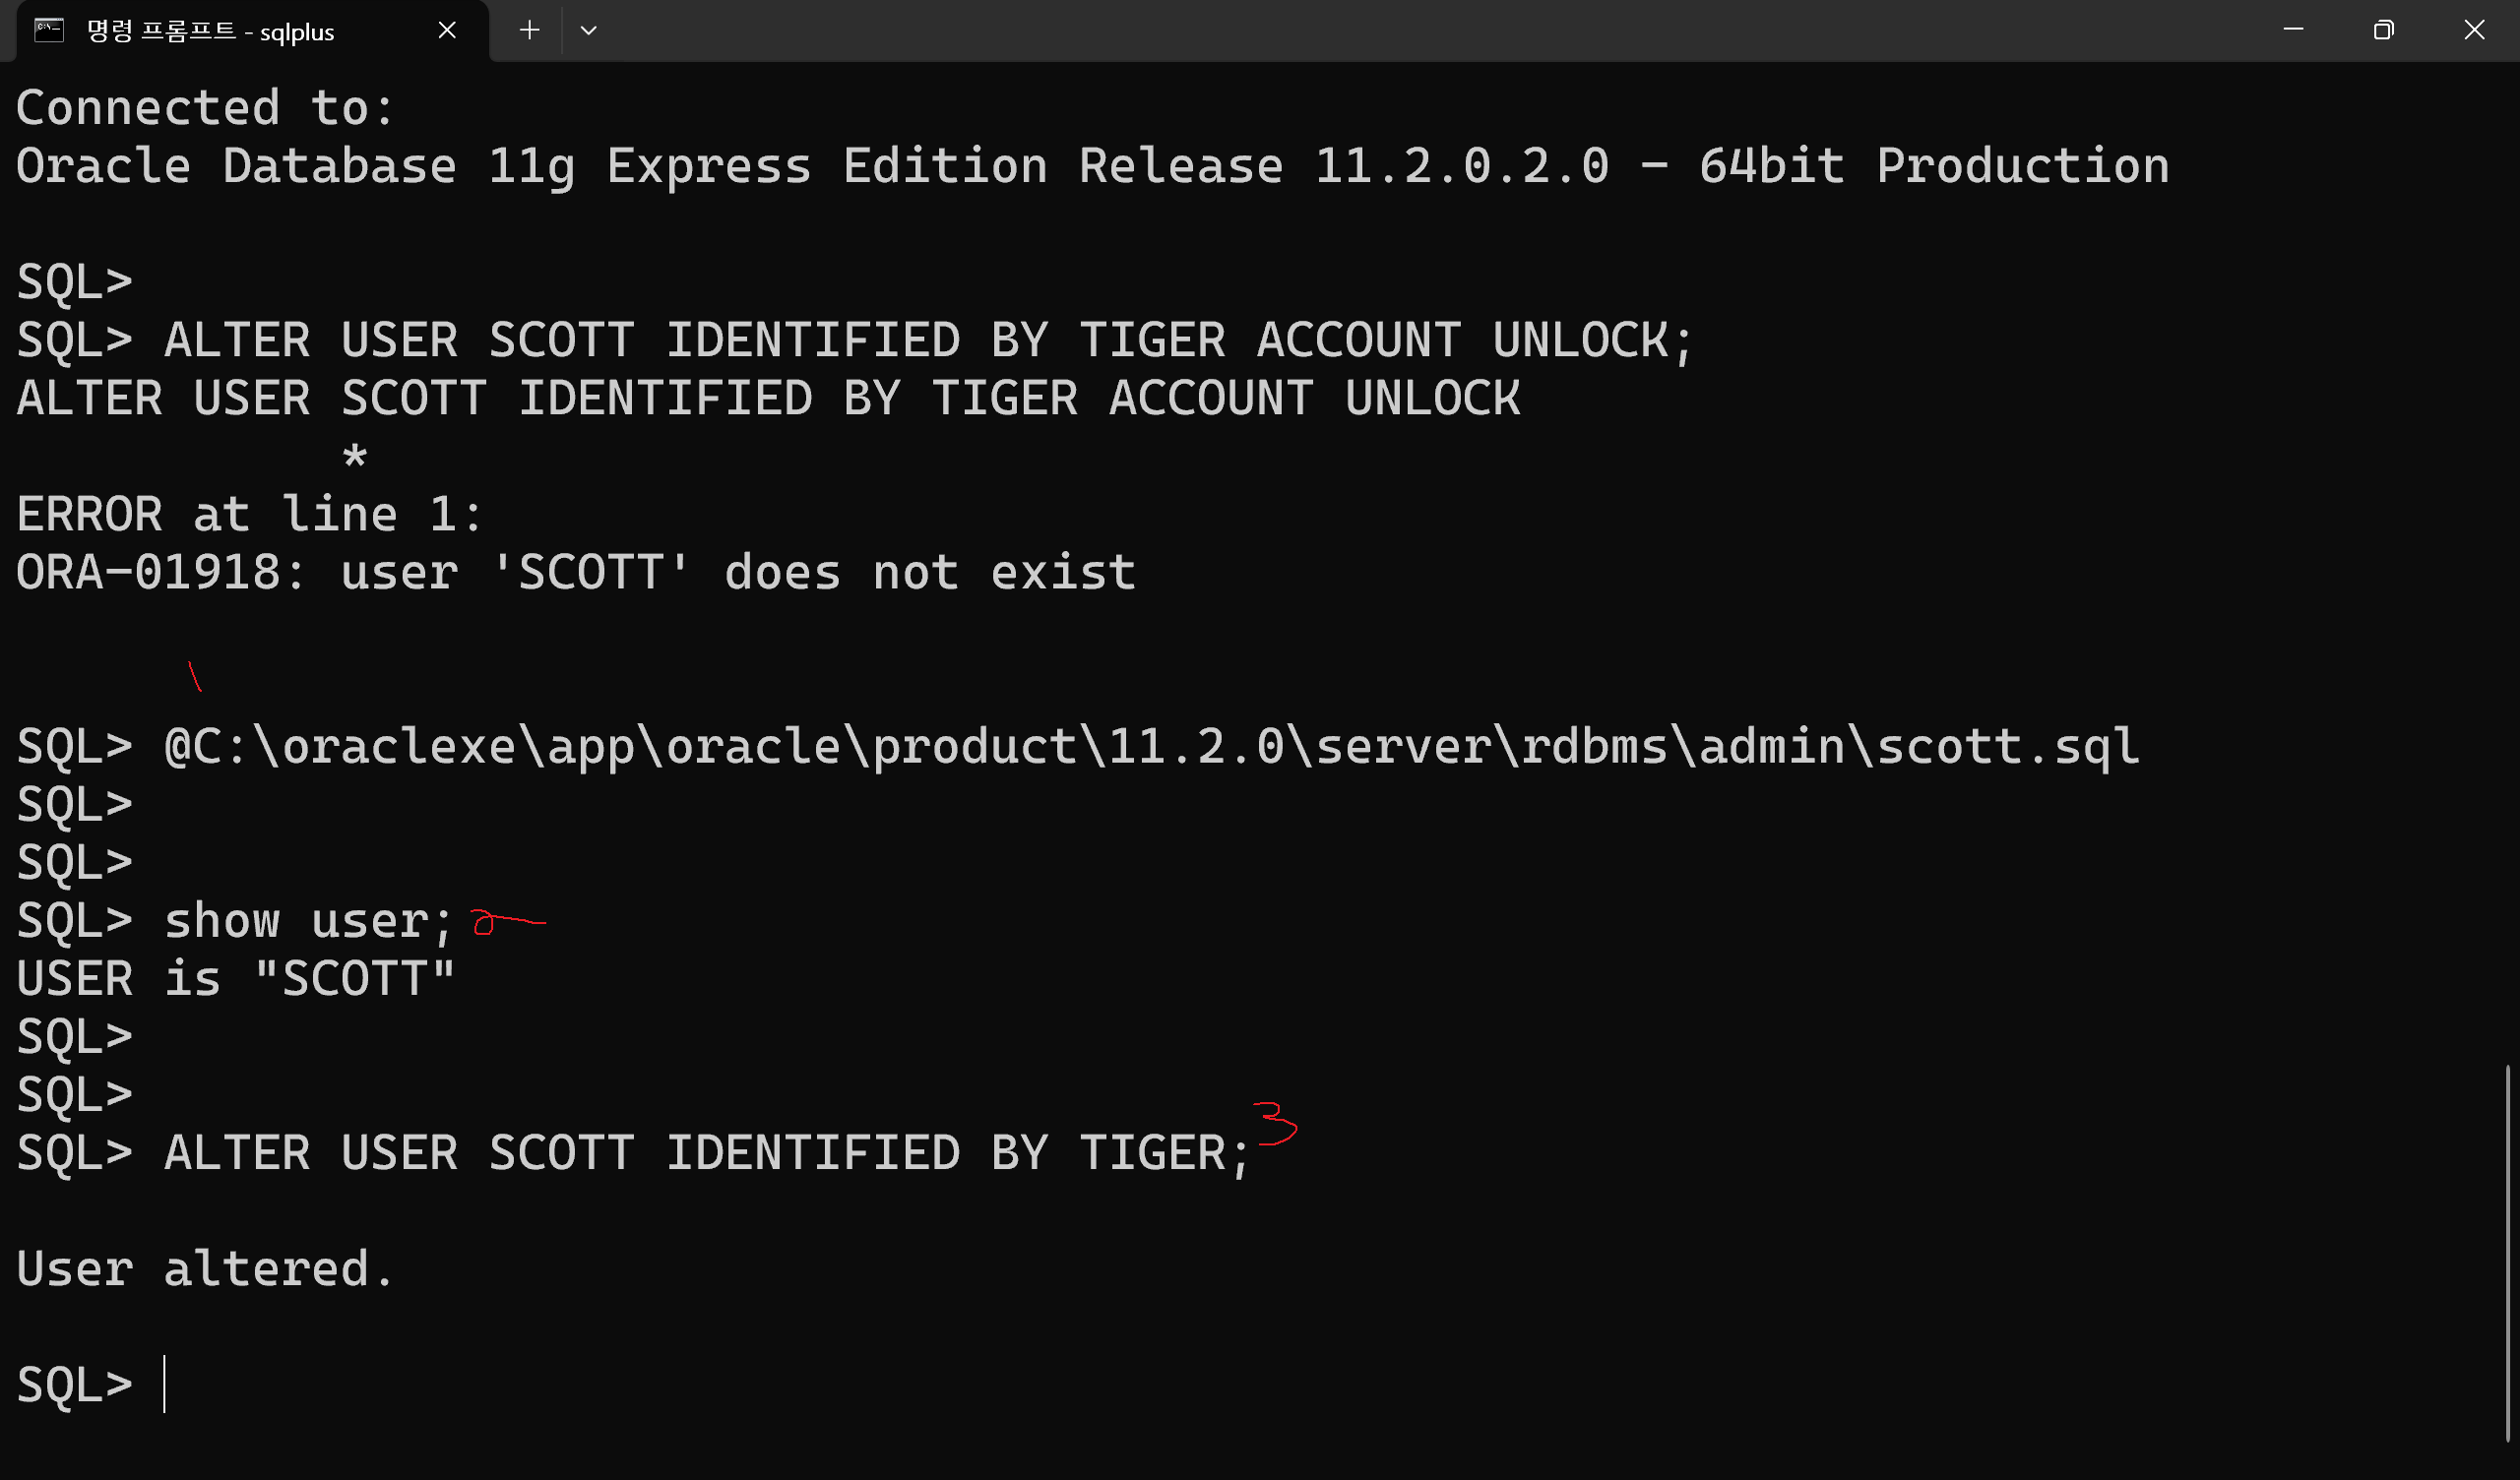 명령 프롬프트 - sqlplus
Connected to:
Oracle Database 11g Express Edition Release 11.2.0.2.0 - 64bit Production
SQL>
SQL> ALTER USER SCOTT IDENTIFIED BY TIGER ACCOUNT UNLOCK;
ALTER USER SCOTT IDENTIFIED BY TIGER ACCOUNT UNLOCK
*
ERROR at line 1:
ORA-01918: user 'SCOTT' does not exist
1
SQL> @C:\oraclexe\app\oracle\product\11.2.0\server\rdbms\admin\scott.sql
SQL>
SQL>
SQL> show user; 2
USER is "SCOTT"
SQL>
SQL>
SQL> ALTER USER SCOTT IDENTIFIED BY TIGER; 3
User altered.
SQL>